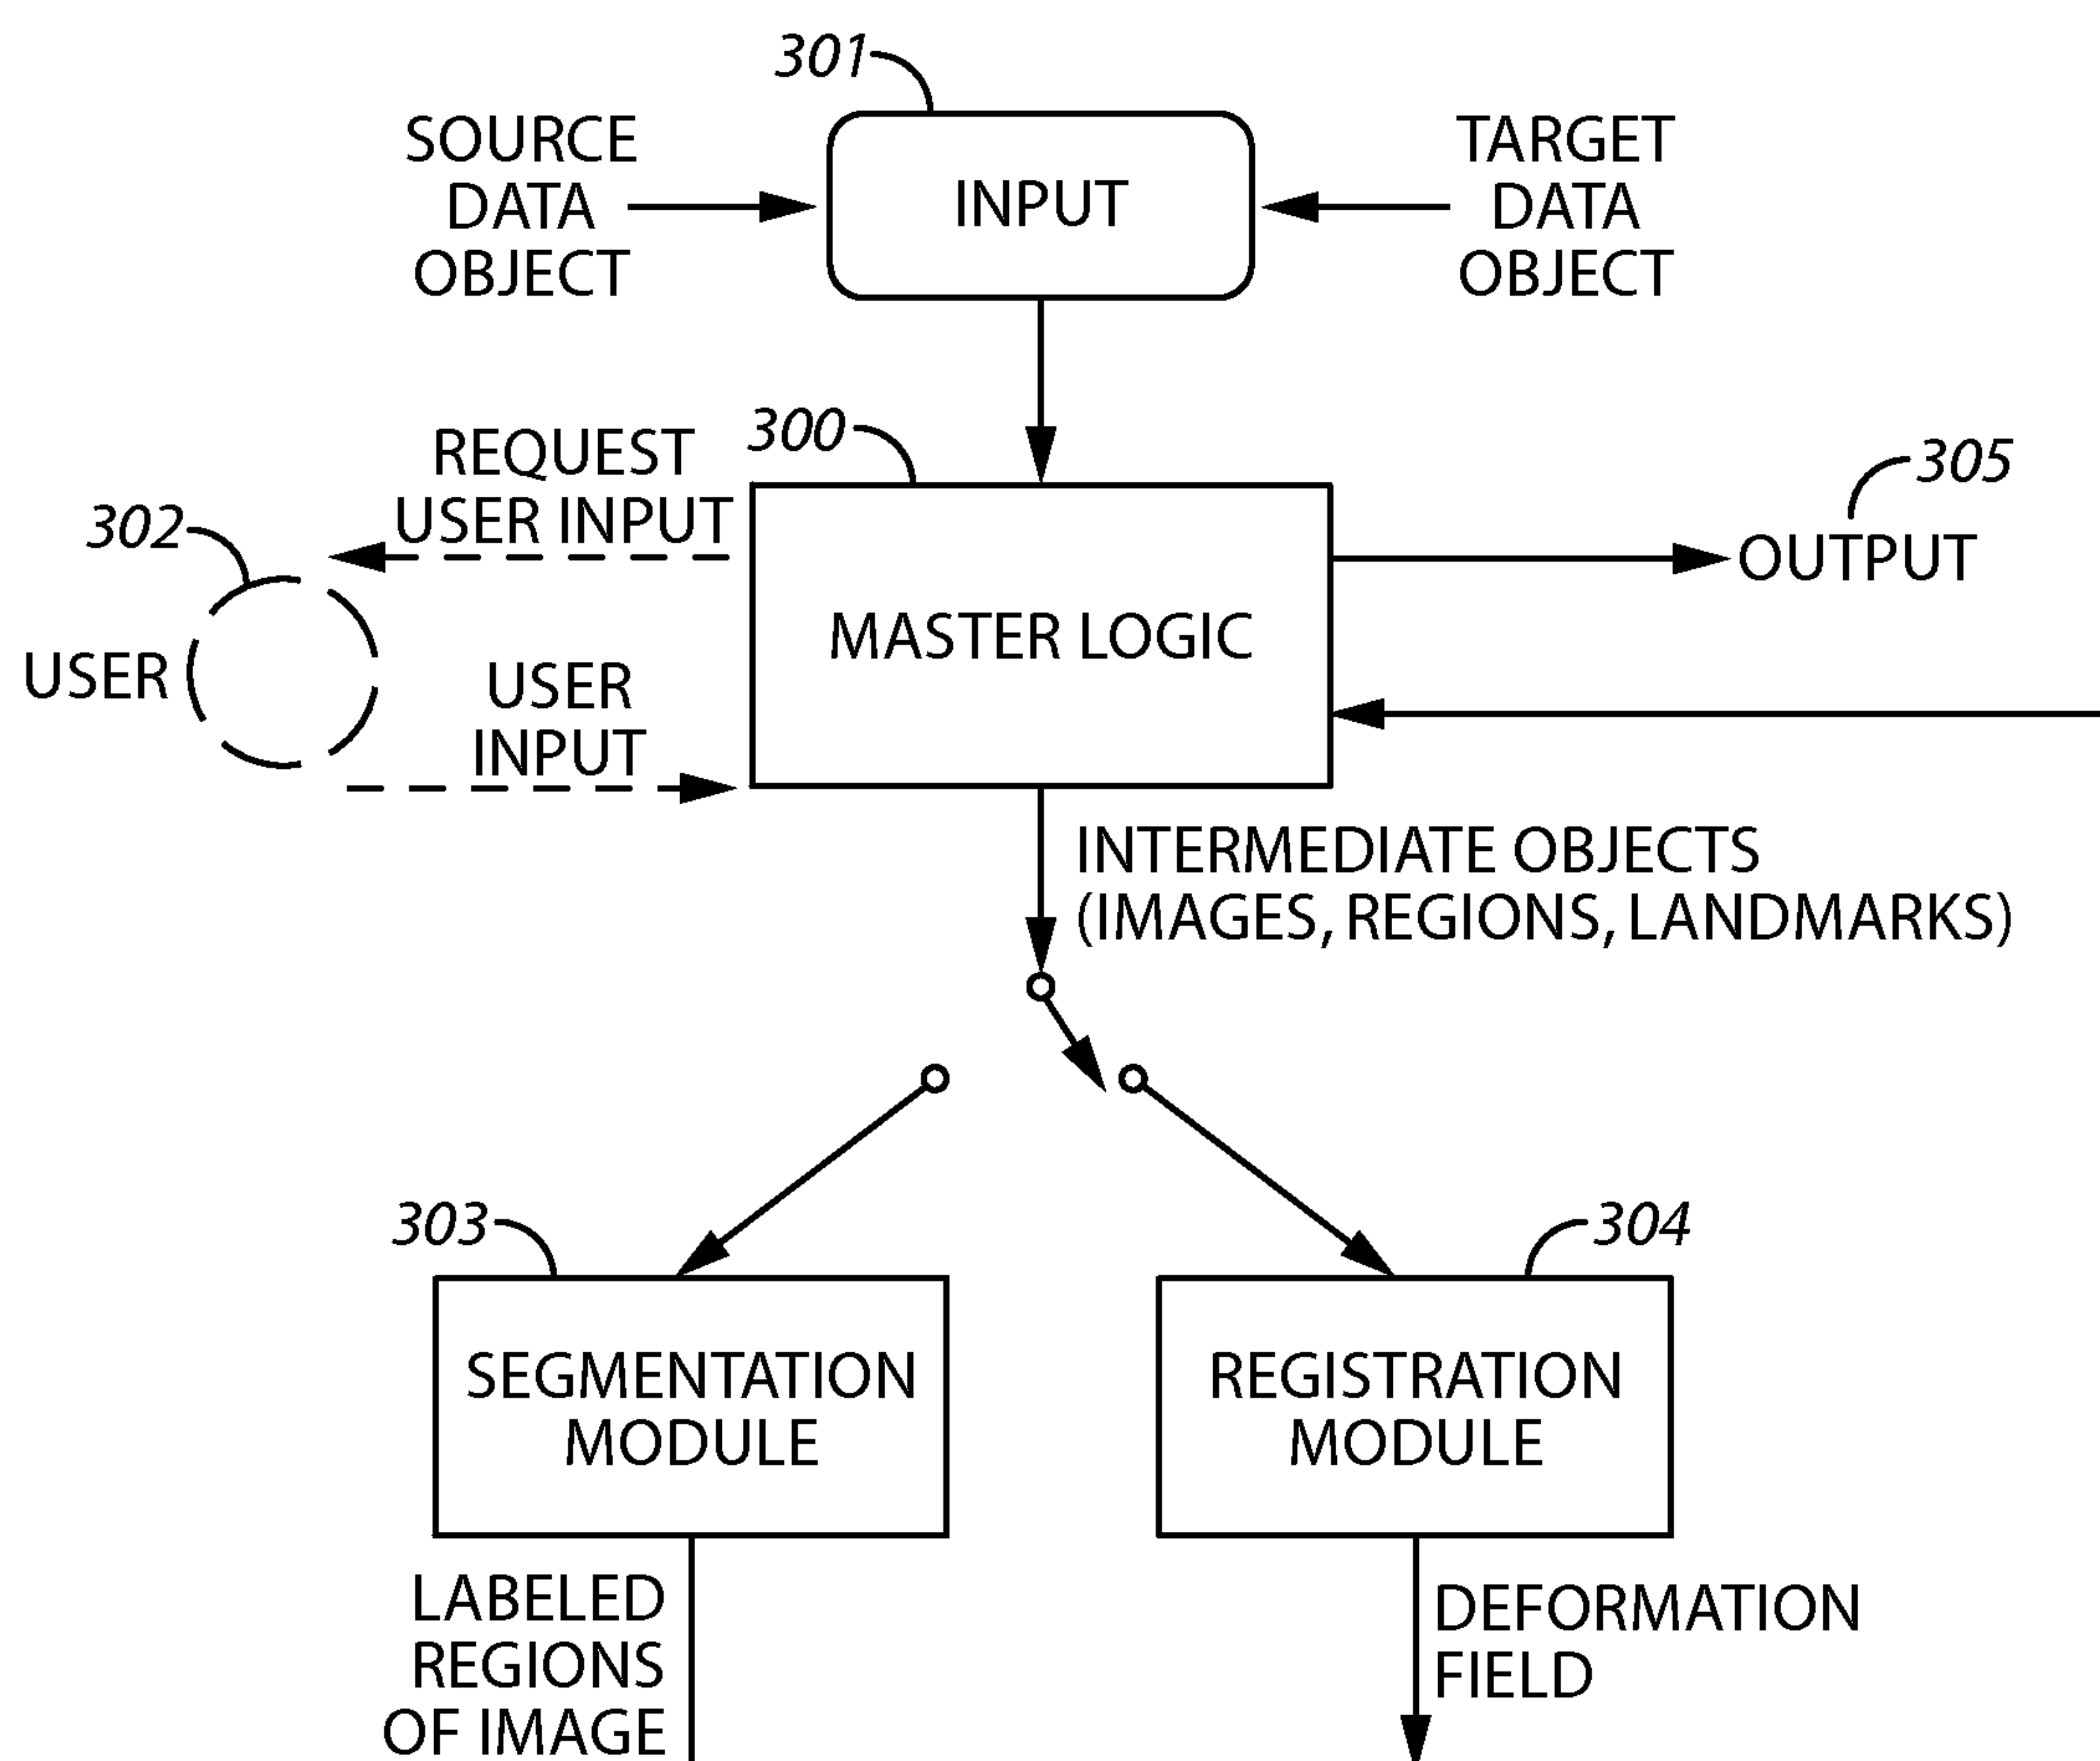 301
SOURCE
DATA
OBJECT
INPUT
TARGET
DATA
OBJECT
300
REQUEST
USER INPUT
302
305
OUTPUT
MASTER LOGIC
USER
USER
INPUT
INTERMEDIATE OBJECTS
(IMAGES, REGIONS, LANDMARKS)
303
304
SEGMENTATION
MODULE
REGISTRATION
MODULE
LABELED
REGIONS
OF IMAGE
DEFORMATION
FIELD